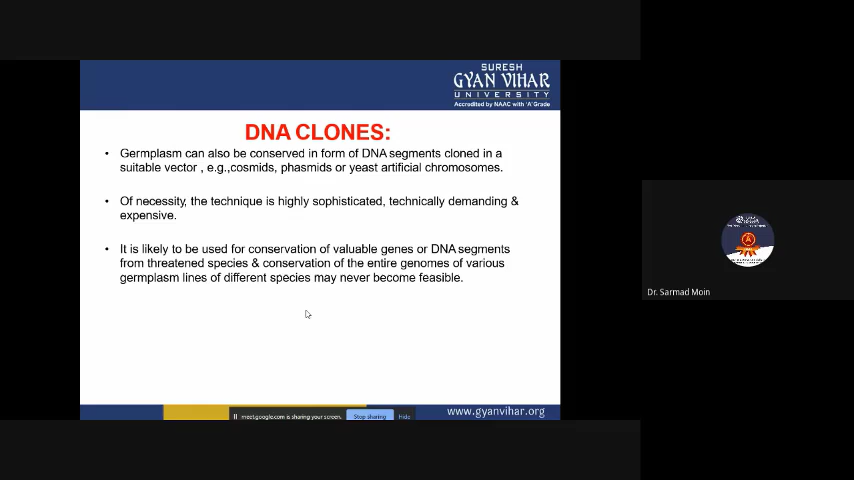 SURESH
GYAN VIHAR
UNIVERSITY
Accredited by NAAC with 'A' Grade
DNA CLONES:
• Germplasm can also be conserved in form of DNA segments cloned in a
suitable vector , e.g.,cosmids, phasmids or yeast artificial chromosomes.
• Of necessity, the technique is highly sophisticated, technically demanding &
expensive.
• It is likely to be used for conservation of valuable genes or DNA segments
from threatened species & conservation of the entire genomes of various
germplasm lines of different species may never become feasible.
Dr. Sarmad Moin
meet.google.com is sharing your screen.
Stop sharing
Hide
www.gyanvihar.org